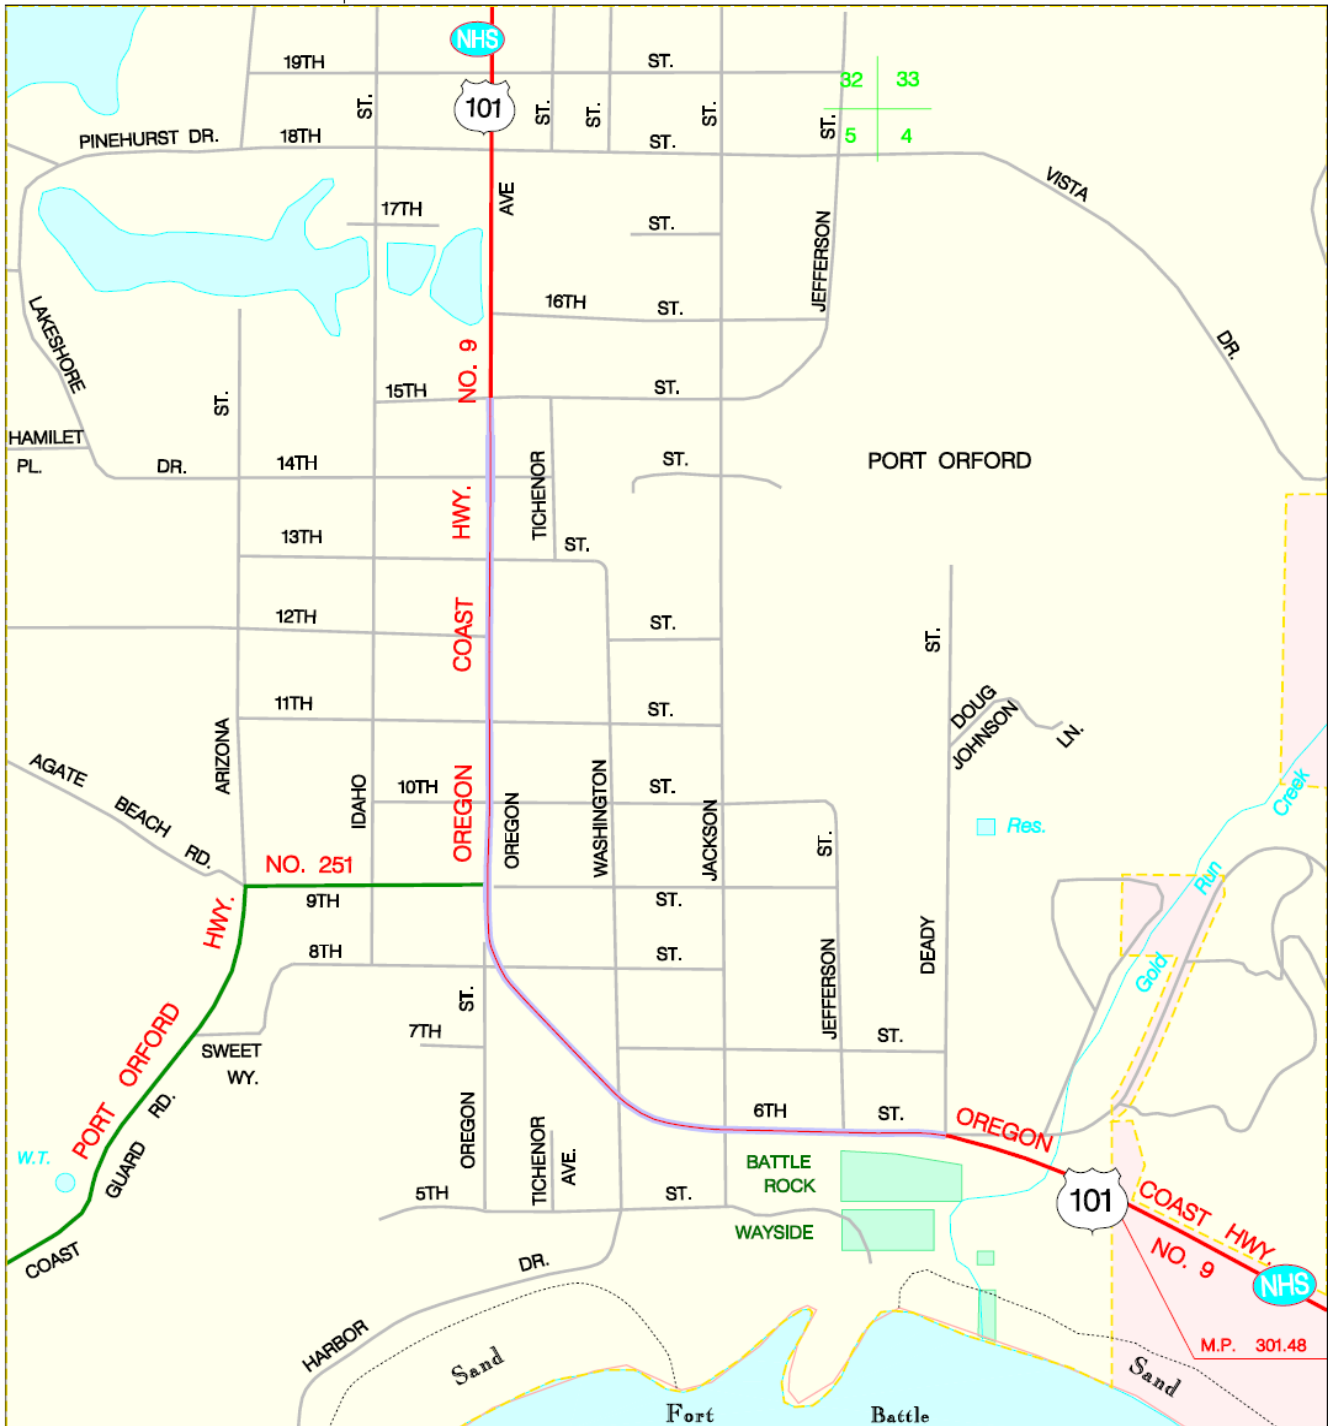 NHS
19TH ST.
32 33
101
ST. ST. ST. ST. ST.
5 4
PINEHURST DR. 18TH ST.
VISTA
AVE
17TH ST.
JEFFERSON
16TH ST.
LAKESHORE
DR.
NO. 9
15TH ST.
ST.
HAMILET
PL.
DR. 14TH ST.
PORT ORFORD
TICHENOR
HWY.
13TH ST.
COAST
12TH ST.
ST.
11TH ST.
DOUG
JOHNSON
LN.
ARIZONA
AGATE
BEACH
RD.
10TH ST.
IDAHO
OREGON
OREGON
WASHINGTON
JACKSON
ST.
Res.
Creek
Run
Gold
NO. 251
9TH ST.
HWY.
8TH ST.
DEADY
JEFFERSON
ST.
7TH ST.
SWEET
WY.
PORT ORFORD
RD.
GUARD
COAST
W.T.
OREGON
TICHENOR
AVE.
6TH ST.
OREGON
BATTLE
ROCK
WAYSIDE
5TH ST.
101
COAST HWY.
NO. 9
NHS
DR.
HARBOR
M.P. 301.48
Sand
Sand
Fort Battle